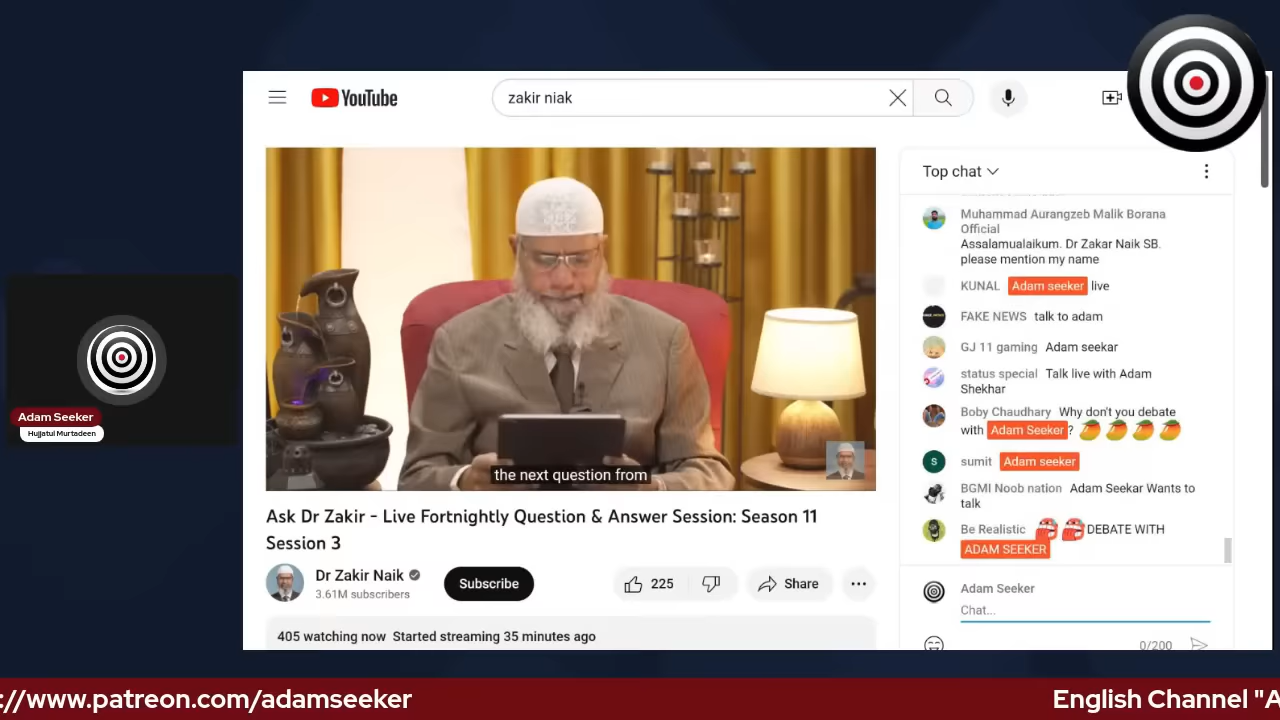 YouTube
zakir niak
the next question from
Ask Dr Zakir - Live Fortnightly Question & Answer Session: Season 11
Session 3
Dr Zakir Naik
3.61M subscribers
Subscribe
225
Share
405 watching now Started streaming 35 minutes ago
Top chat
Muhammad Aurangzeb Malik Borana
Official
Assalamualaikum. Dr Zakar Naik SB.
please mention my name
KUNAL Adam seeker live
FAKE NEWS talk to adam
GJ 11 gaming Adam seekar
status special Talk live with Adam
Shekhar
Boby Chaudhary Why don't you debate
with Adam Seeker ?
S sumit Adam seeker
BGMI Noob nation Adam Seekar Wants to
talk
Be Realistic DEBATE WITH
ADAM SEEKER
Adam Seeker
Chat...
0/200
Adam Seeker
Hujjatul Murtadeen
://www.patreon.com/adamseeker
English Channel "A